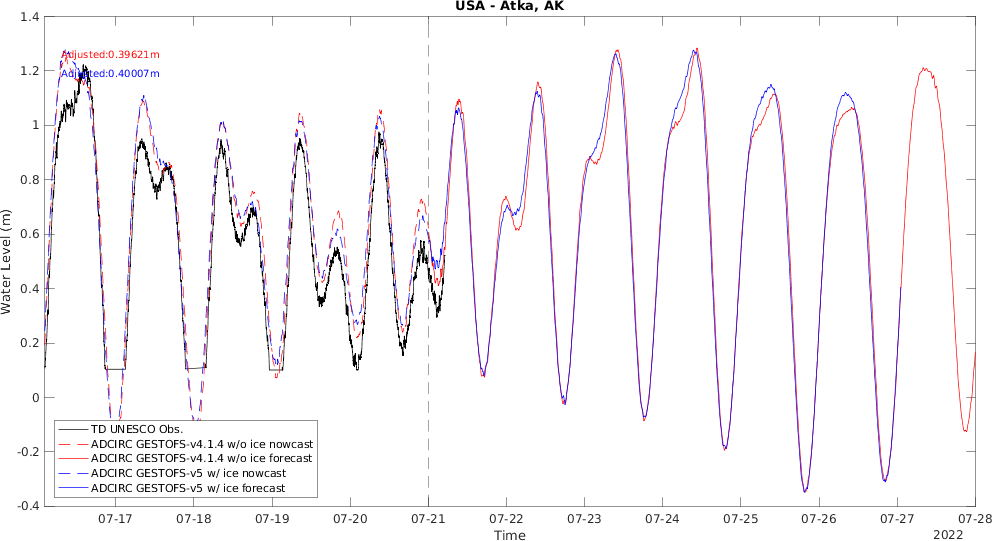 USA - Atka, AK
1.4
1.2
1
0.8
0.6
0.4
0.2
0
-0.2
-0.4
Water Level (m)
Adjusted:0.39621m
Adjusted:0.40007m
TD UNESCO Obs.
ADCIRC GESTOFS-v4.1.4 w/o ice nowcast
ADCIRC GESTOFS-v4.1.4 w/o ice forecast
ADCIRC GESTOFS-v5 w/ ice nowcast
ADCIRC GESTOFS-v5 w/ ice forecast
07-17 07-18 07-19 07-20 07-21 07-22 07-23 07-24 07-25 07-26 07-27 07-28
Time
2022